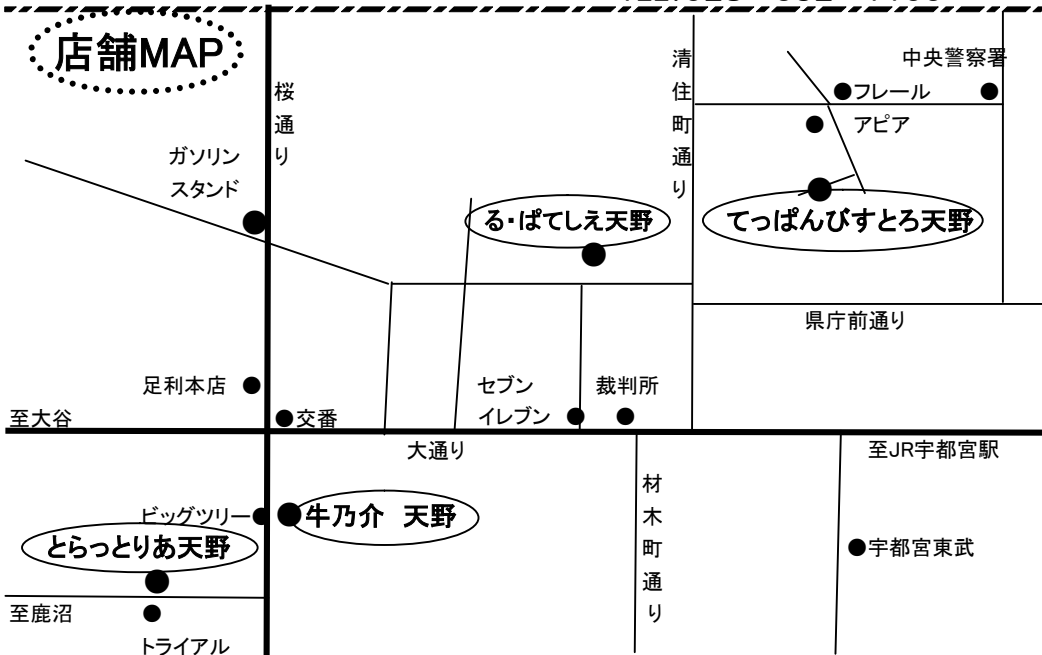 店舗MAP
桜通り
清住町通り
中央警察署
フレール
アピア
ガソリン
スタンド
る・ぱてしえ天野
てっぱんびすとろ天野
県庁前通り
足利本店
セブン
イレブン
裁判所
至大谷
交番
大通り
至JR宇都宮駅
材木町通り
ビッグツリー
牛乃介 天野
とらっとりあ天野
宇都宮東武
至鹿沼
トライアル